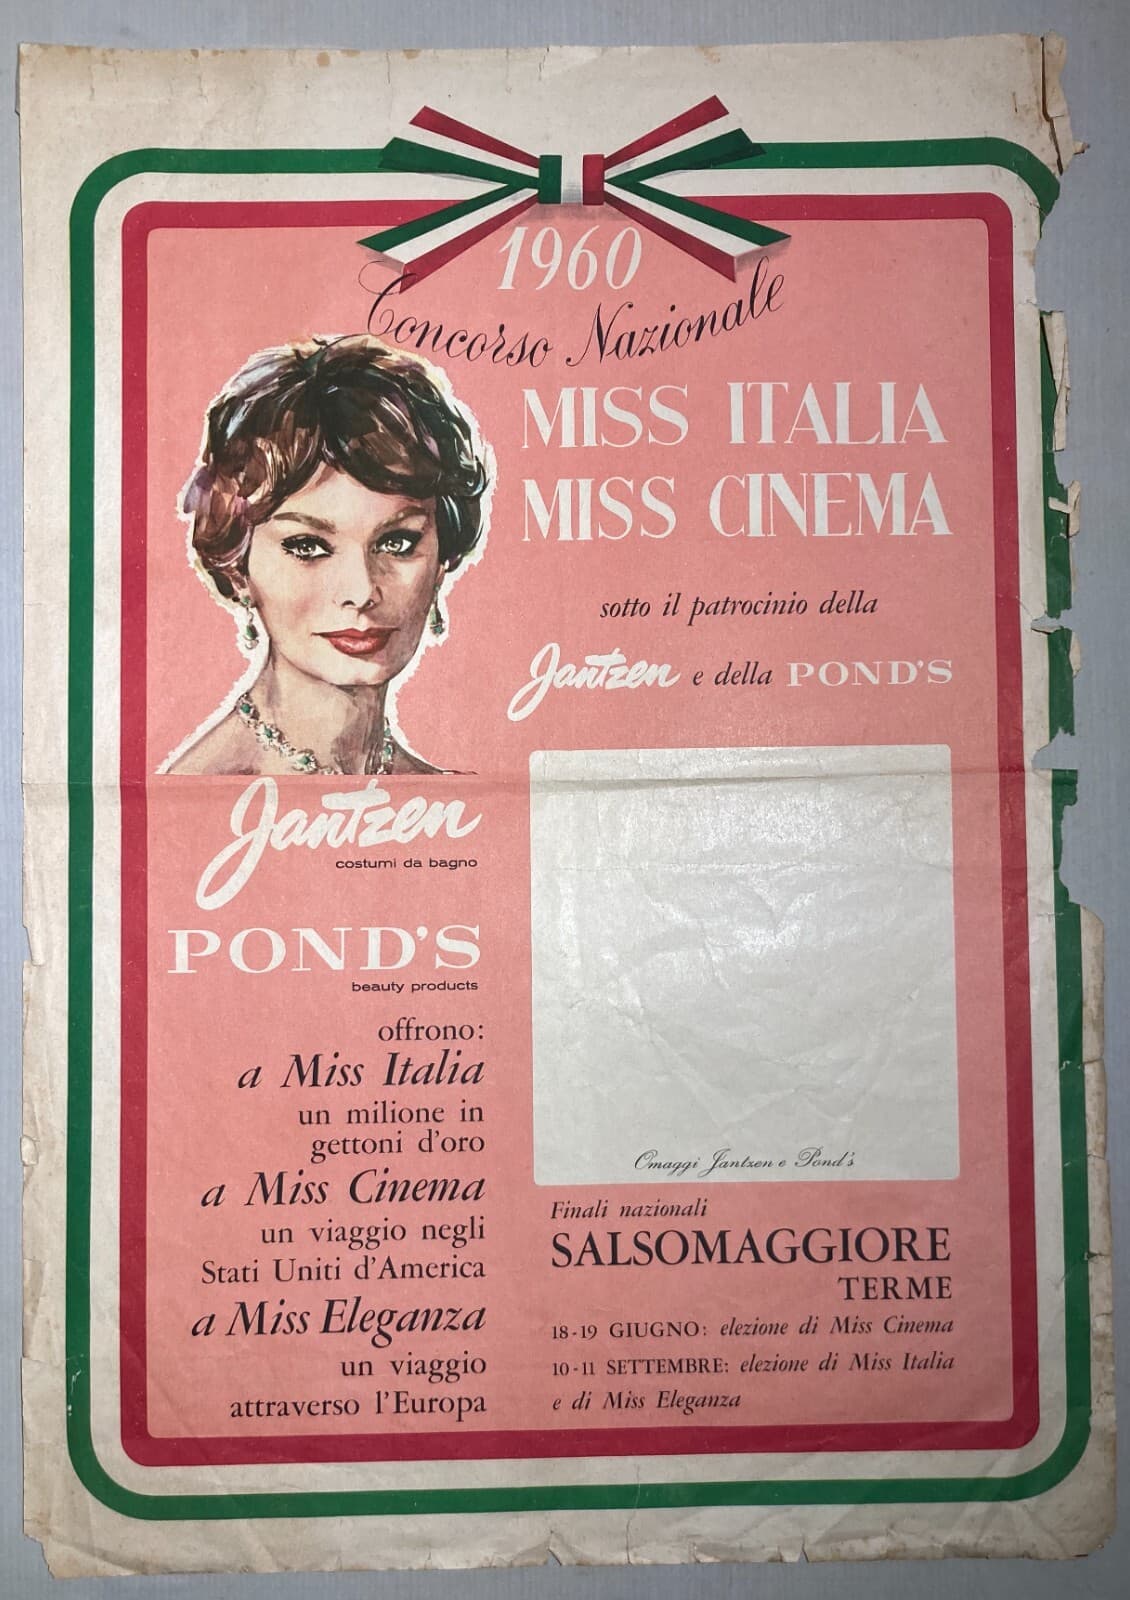 1960
Concorso Nazionale
MISS ITALIA
MISS CINEMA
sotto il patrocinio della
Jantzen e della POND'S
Jantzen
costumi da bagno
POND'S
beauty products
offrono:
a Miss Italia
un milione in
gettoni d'oro
a Miss Cinema
un viaggio negli
Stati Uniti d'America
a Miss Eleganza
un viaggio
attraverso l'Europa
Omaggi Jantzen e Pond's
Finali nazionali
SALSOMAGGIORE
TERME
18-19 GIUGNO: elezione di Miss Cinema
10-11 SETTEMBRE: elezione di Miss Italia
e di Miss Eleganza